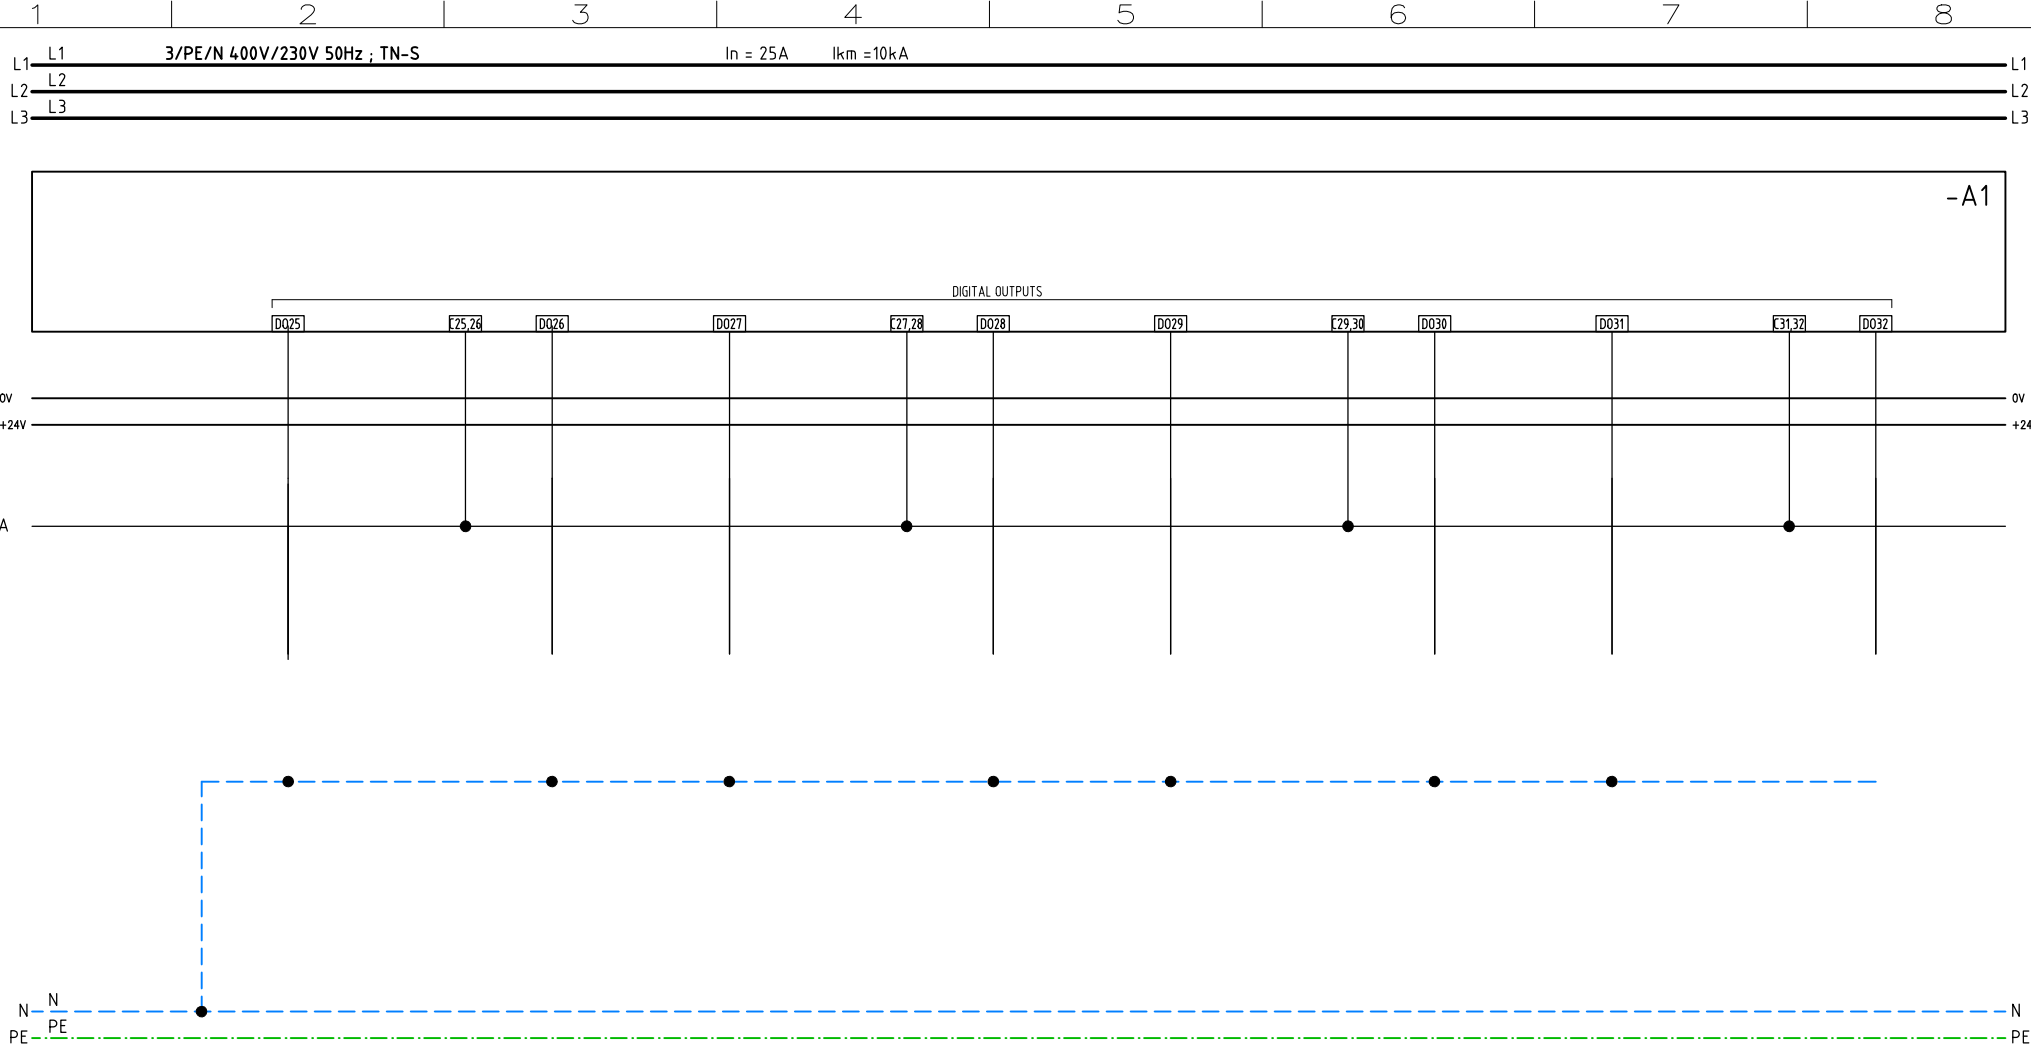 1 2 3 4 5 6 7 8
L1 3/PE/N 400V/230V 50Hz ; TN-S In = 25A Ikm =10kA
L1 L1
L2
L2 L2
L3
L3 L3
-A1
DIGITAL OUTPUTS
DO25 C25,26 DO26 DO27 C27,28 DO28 DO29 C29,30 DO30 DO31 C31,32 DO32
0V 0V
+24V +24
A
N
N N
PE
PE PE